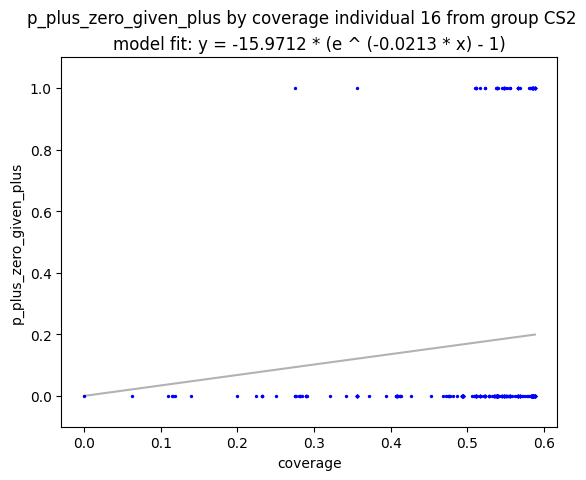 p_plus_zero_given_plus by coverage individual 16 from group CS2
model fit: y = -15.9712 * (e ^ (-0.0213 * x) - 1)
1.0
0.8
0.6
0.4
0.2
0.0
p_plus_zero_given_plus
0.0 0.1 0.2 0.3 0.4 0.5 0.6
coverage